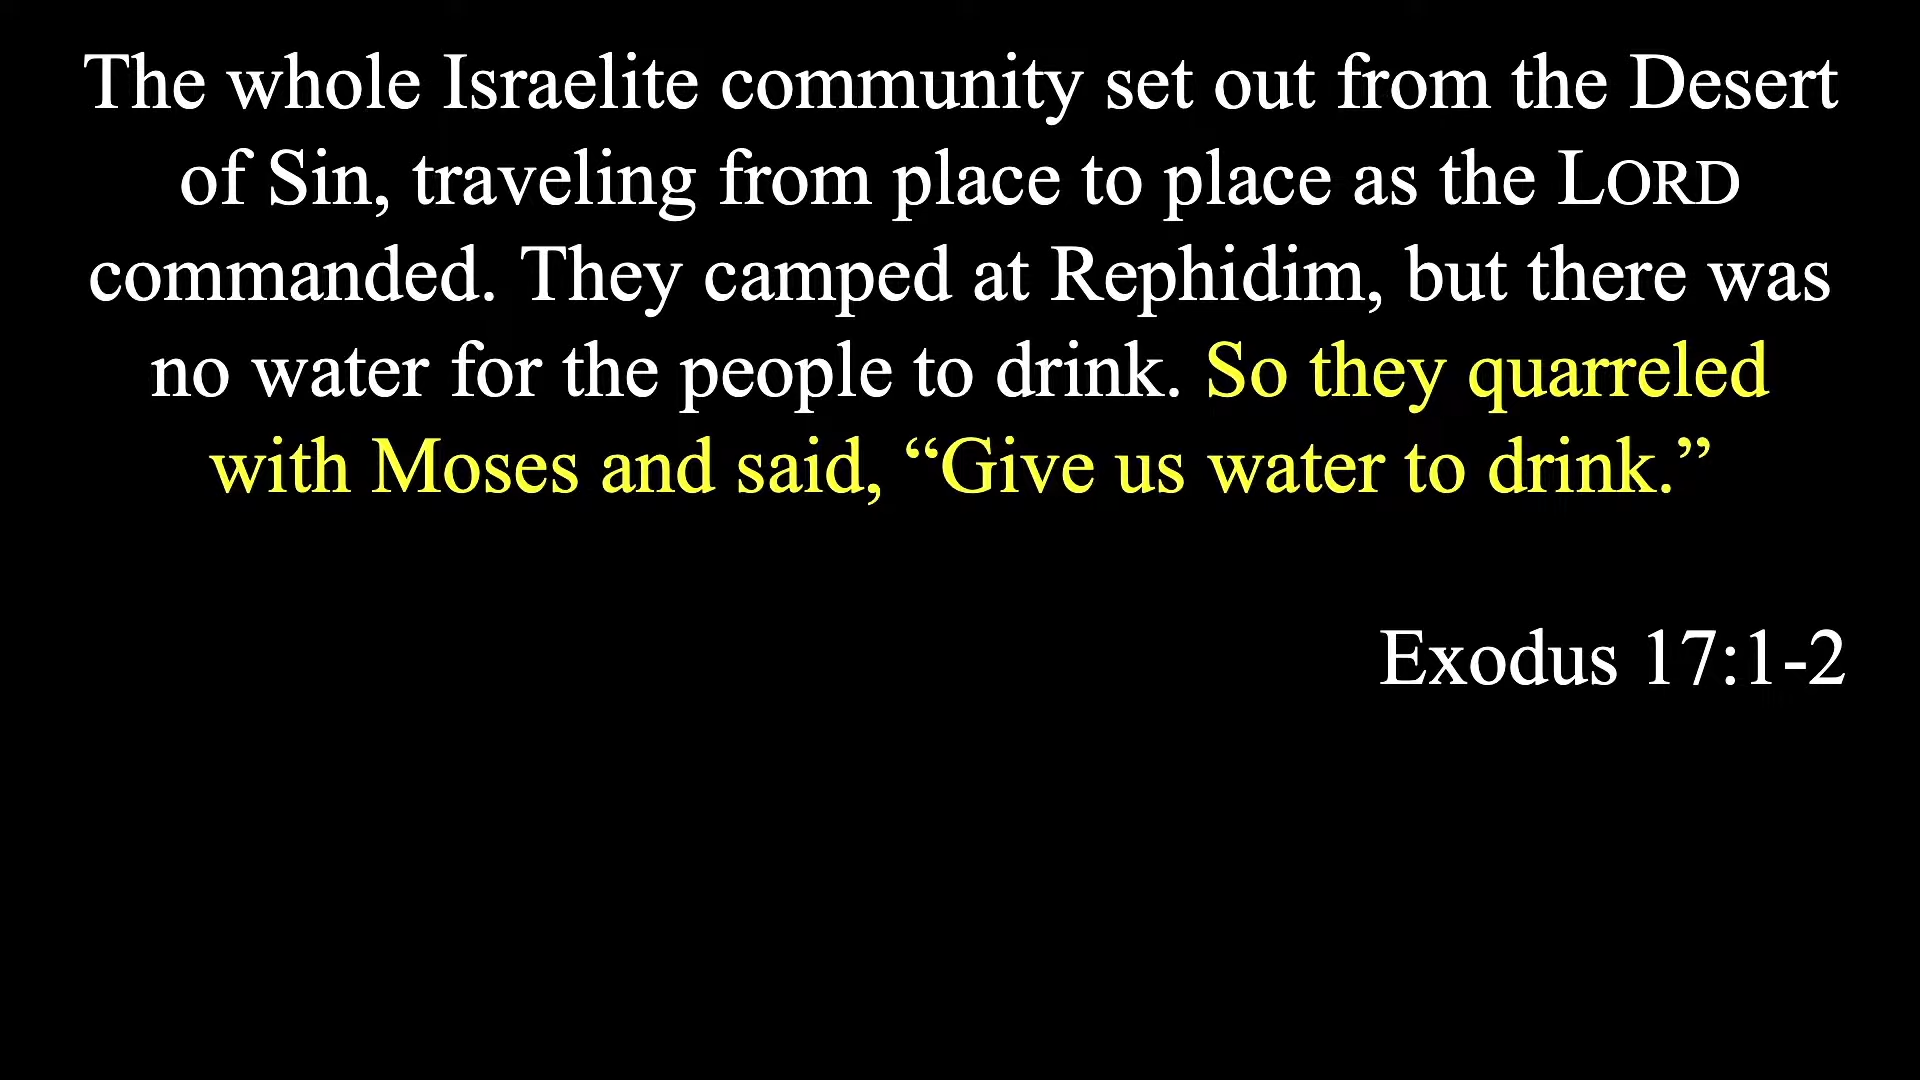 The whole Israelite community set out from the Desert
of Sin, traveling from place to place as the LORD
commanded. They camped at Rephidim, but there was
no water for the people to drink. So they quarreled
with Moses and said, “Give us water to drink.”
Exodus 17:1-2